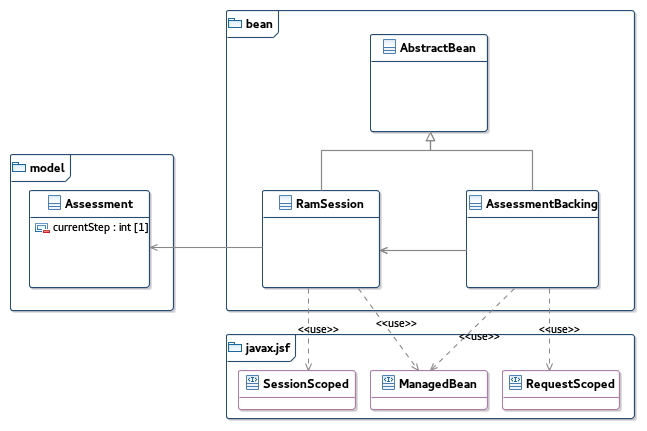 bean
AbstractBean
model
Assessment
currentStep : int [1]
RamSession
AssessmentBacking
<<use>>
<<use>>
<<use>>
<<use>>
javax.jsf
SessionScoped
ManagedBean
RequestScoped